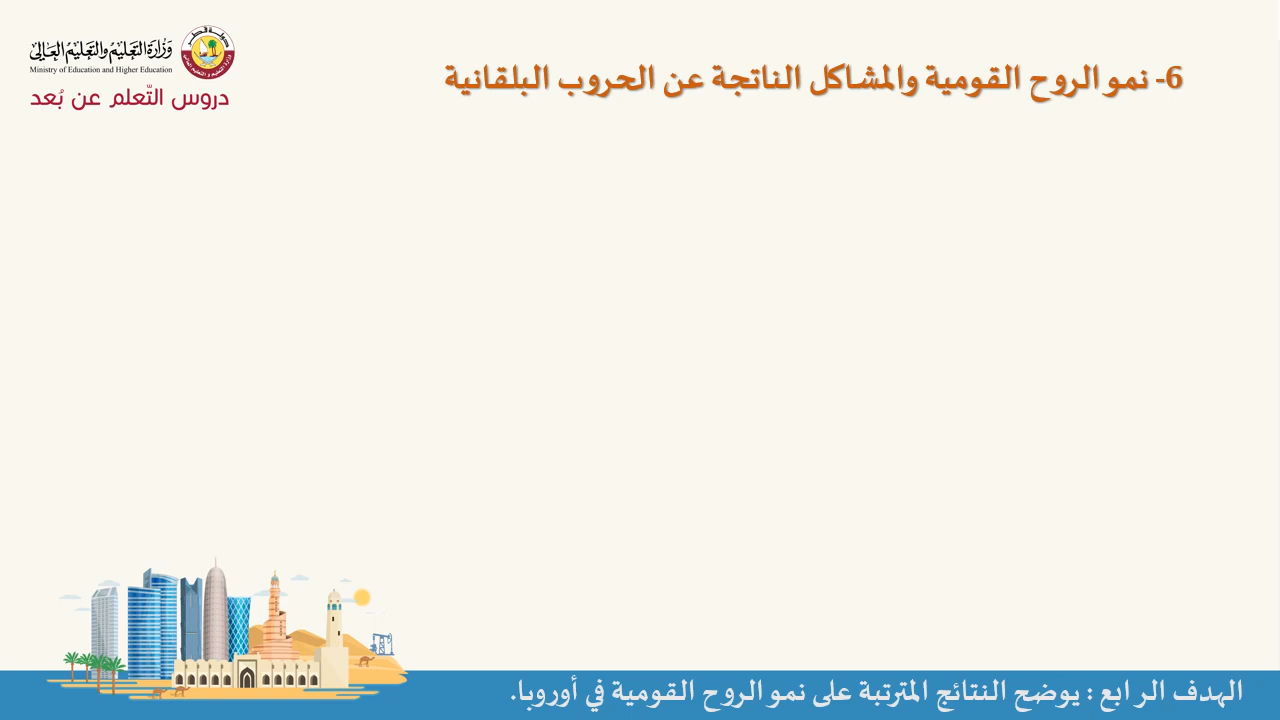 وزارة التعليم والتعليم العالي
Ministry of Education and Higher Education
دروس التّعلم عن بُعد
6- نمو الروح القومية والمشاكل الناتجة عن الحروب البلقانية
الهدف الرابع : يوضح النتائج المترتبة على نمو الروح القومية في أوروبا.